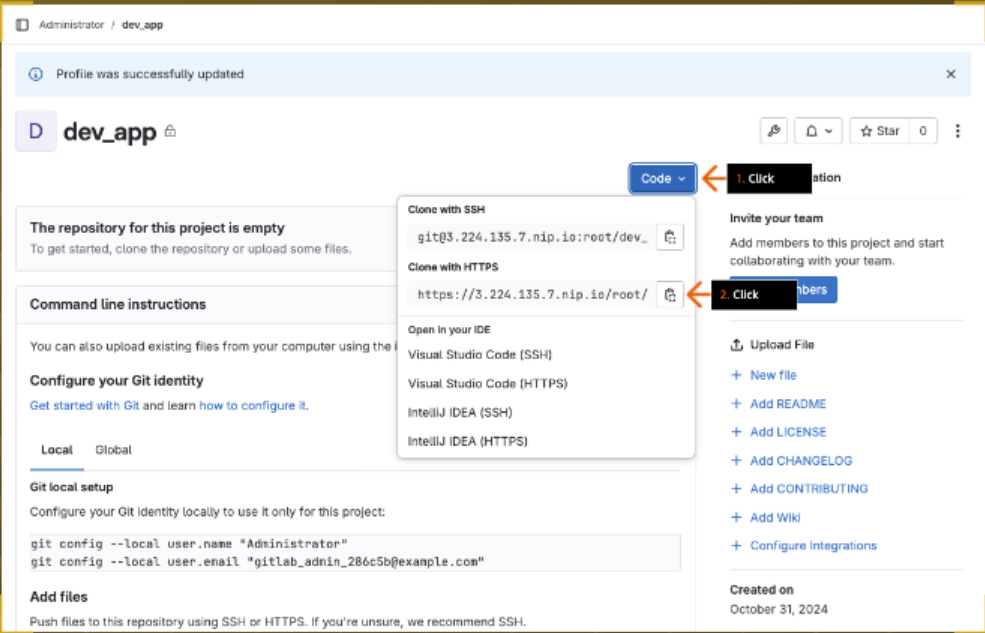 Administrator / dev_app
Profile was successfully updated
D dev_app
Star 0
Code
1. Click
ation
Clone with SSH
git@3.224.135.7.nip.io:root/dev_
Clone with HTTPS
https://3.224.135.7.nip.io/root/
2. Click
mbers
Open in your IDE
Visual Studio Code (SSH)
Visual Studio Code (HTTPS)
IntelliJ IDEA (SSH)
IntelliJ IDEA (HTTPS)
The repository for this project is empty
To get started, clone the repository or upload some files.
Command line instructions
You can also upload existing files from your computer using the i
Configure your Git identity
Get started with Git and learn how to configure it.
Local Global
Git local setup
Configure your Git identity locally to use it only for this project:
git config --local user.name "Administrator"
git config --local user.email "gitlab_admin_286c5b@example.com"
Add files
Push files to this repository using SSH or HTTPS. If you're unsure, we recommend SSH.
Invite your team
Add members to this project and start
collaborating with your team.
Upload File
New file
Add README
Add LICENSE
Add CHANGELOG
Add CONTRIBUTING
Add Wiki
Configure Integrations
Created on
October 31, 2024